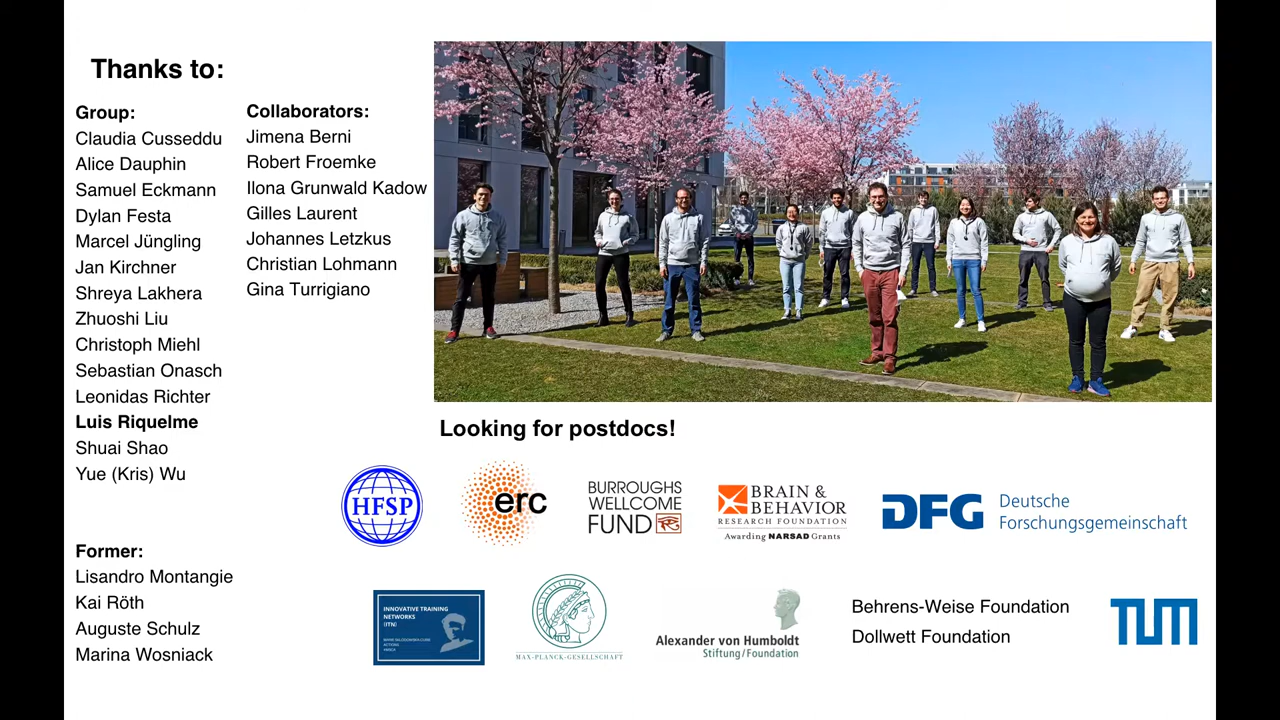 Thanks to:
Group:
Claudia Cusseddu
Alice Dauphin
Samuel Eckmann
Dylan Festa
Marcel Jüngling
Jan Kirchner
Shreya Lakhera
Zhuoshi Liu
Christoph Miehl
Sebastian Onasch
Leonidas Richter
Luis Riquelme
Shuai Shao
Yue (Kris) Wu
Former:
Lisandro Montangie
Kai Röth
Auguste Schulz
Marina Wosniack
Collaborators:
Jimena Berni
Robert Froemke
Ilona Grunwald Kadow
Gilles Laurent
Johannes Letzkus
Christian Lohmann
Gina Turrigiano
Looking for postdocs!
HFSP
erc
BURROUGHS
WELLCOME
FUND
BRAIN &
BEHAVIOR
RESEARCH FOUNDATION
Awarding NARSAD Grants
DFG
Deutsche
Forschungsgemeinschaft
INNOVATIVE TRAINING
NETWORKS
(ITN)
MAX-PLANCK-GESELLSCHAFT
Alexander von Humboldt
Stiftung/Foundation
Behrens-Weise Foundation
Dollwett Foundation
TUM